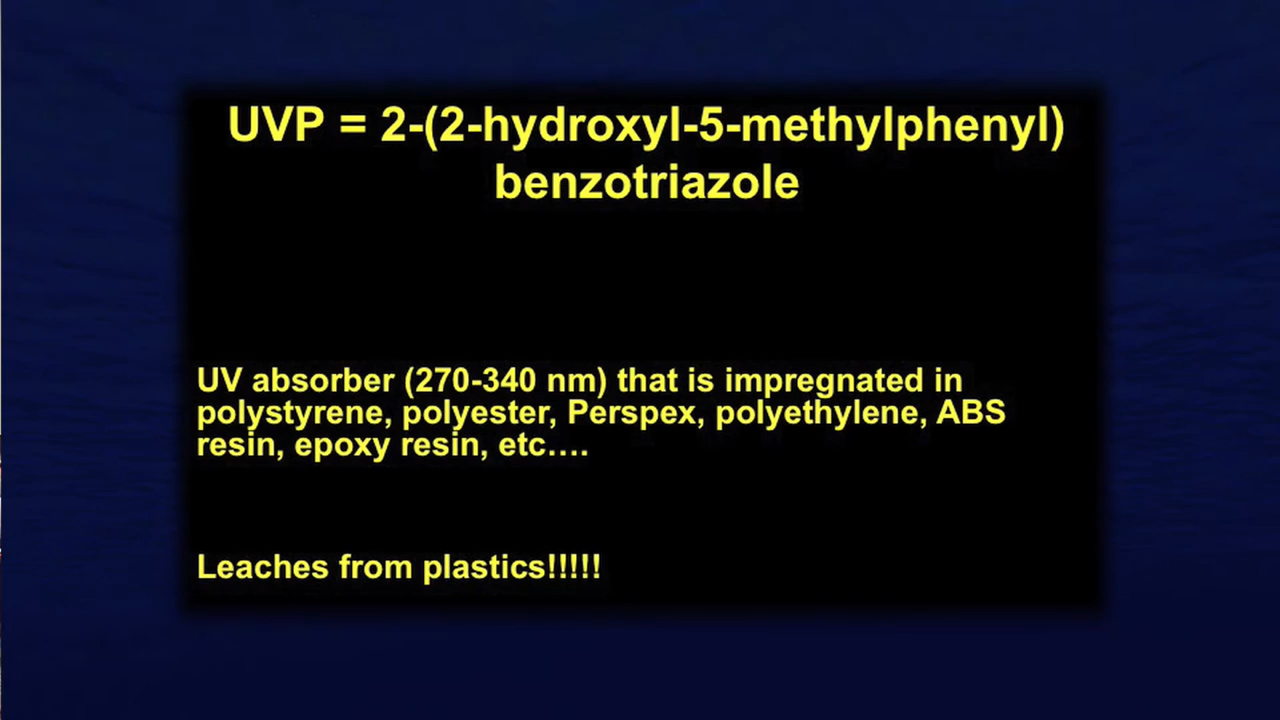 UVP = 2-(2-hydroxyl-5-methylphenyl)
benzotriazole
UV absorber (270-340 nm) that is impregnated in
polystyrene, polyester, Perspex, polyethylene, ABS
resin, epoxy resin, etc….
Leaches from plastics!!!!!